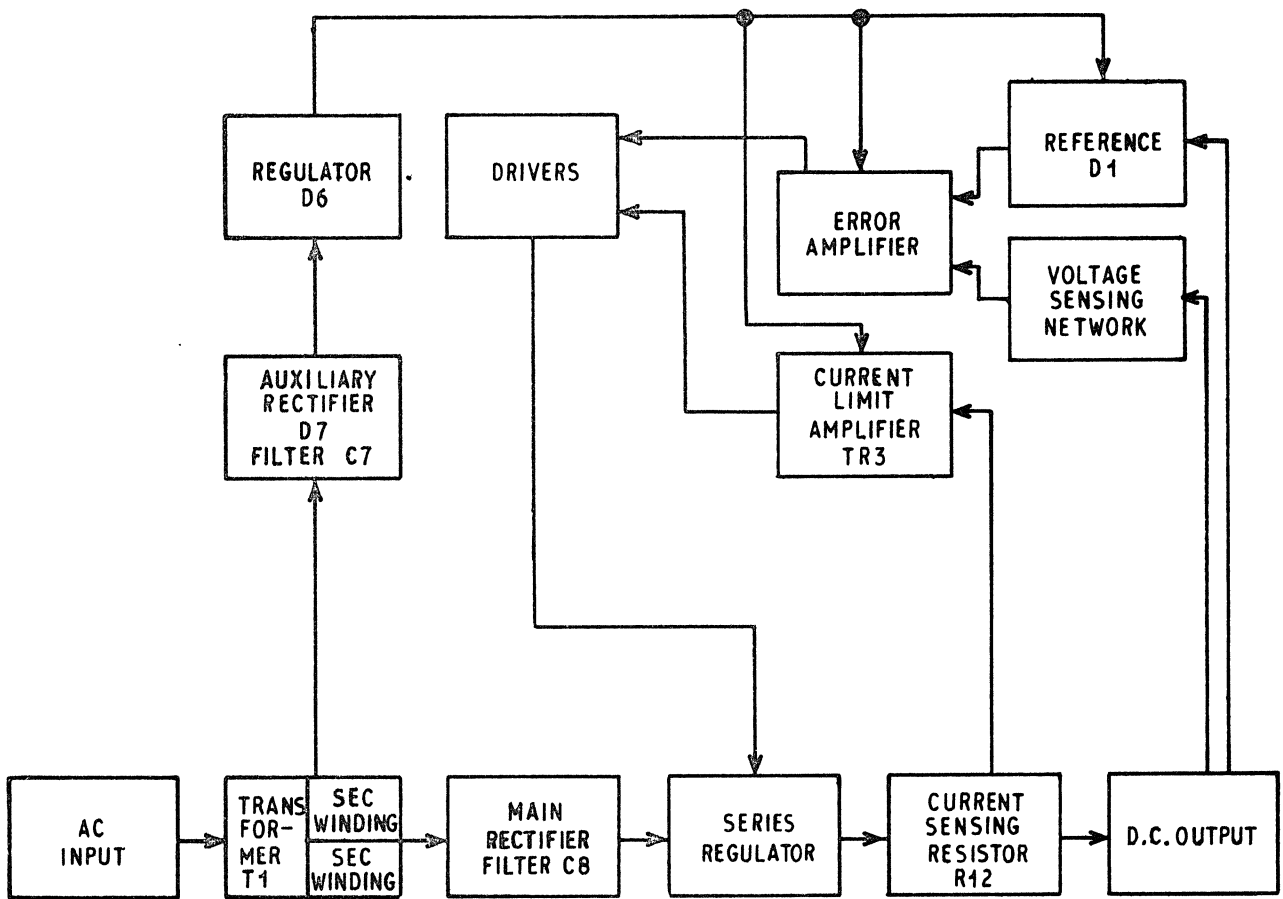 REGULATOR
D6
DRIVERS
REFERENCE
D1
ERROR
AMPLIFIER
VOLTAGE
SENSING
NETWORK
AUXILIARY
RECTIFIER
D7
FILTER C7
CURRENT
LIMIT
AMPLIFIER
TR3
AC
INPUT
TRANS
FOR-
MER
T1
SEC
WINDING
SEC
WINDING
MAIN
RECTIFIER
FILTER C8
SERIES
REGULATOR
CURRENT
SENSING
RESISTOR
R12
D.C. OUTPUT